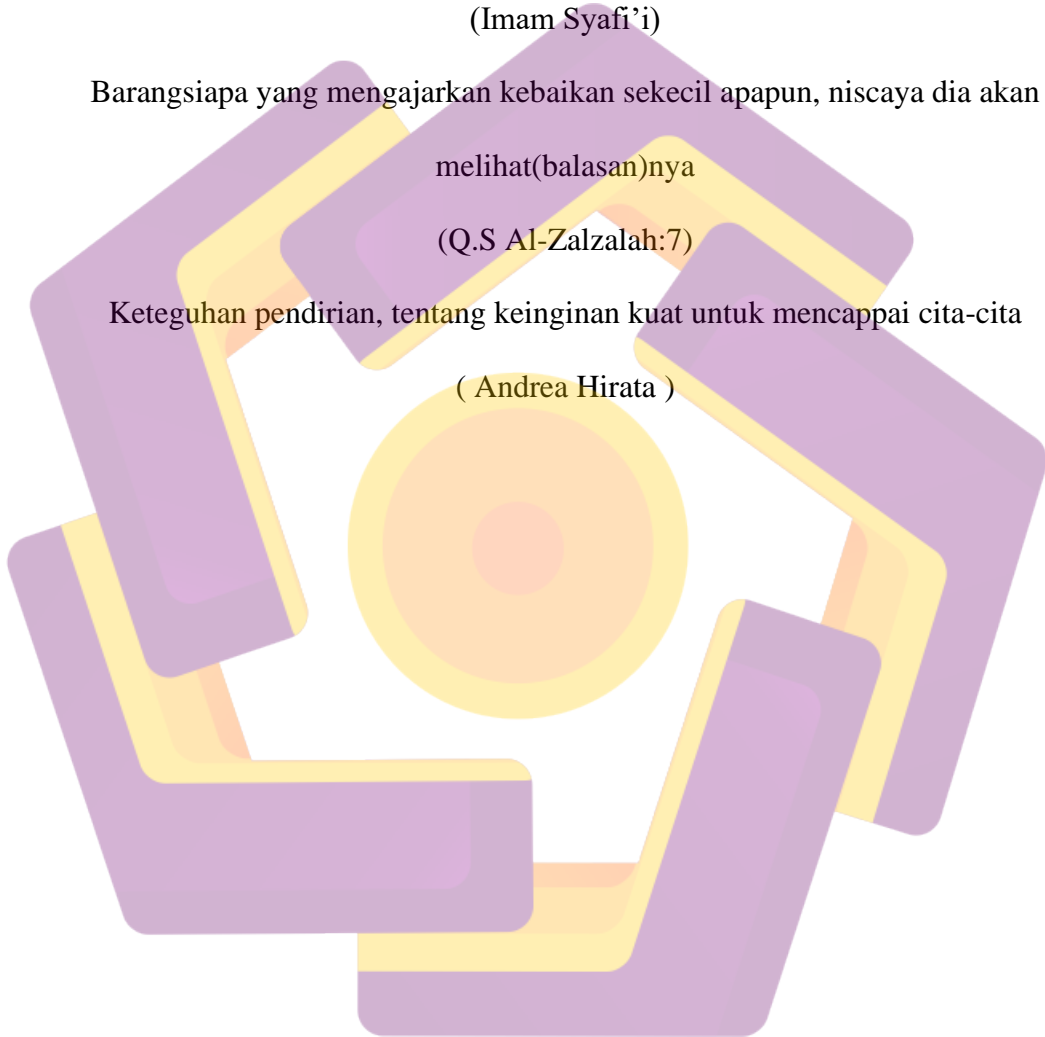 (Imam Syafi’i)
Barangsiapa yang mengajarkan kebaikan sekecil apapun, niscaya dia akan
melihat(balasan)nya
(Q.S Al-Zalzalah:7)
Keteguhan pendirian, tentang keinginan kuat untuk mencappai cita-cita
( Andrea Hirata )